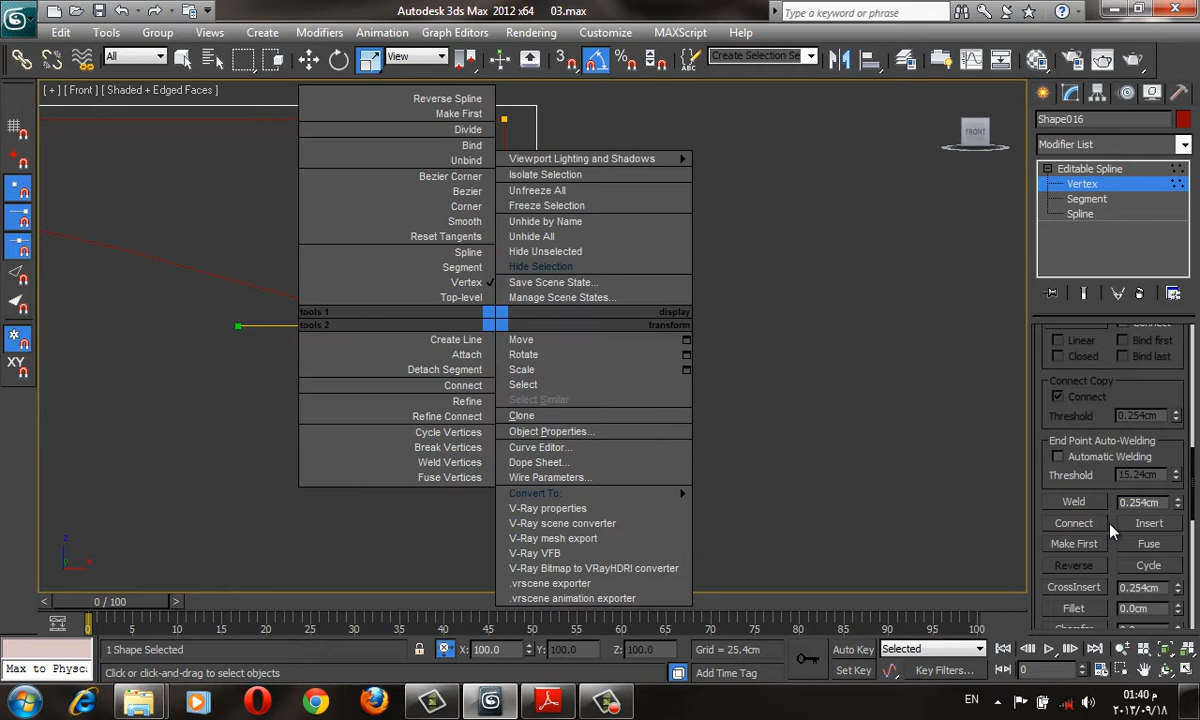 Autodesk 3ds Max 2012 x64    03.max
Type a keyword or phrase
Edit Tools Group Views Create Modifiers Animation Graph Editors Rendering Customize MAXScript Help
All View 3 Create Selection Se
[ + ] [ Front ] [ Shaded + Edged Faces ]
Reverse Spline
Make First
Divide
Bind
Unbind
Bezier Corner
Bezier
Corner
Smooth
Reset Tangents
Spline
Segment
Vertex
Top-level
tools 1
tools 2
Create Line
Attach
Detach Segment
Connect
Refine
Refine Connect
Cycle Vertices
Break Vertices
Weld Vertices
Fuse Vertices
Viewport Lighting and Shadows
Isolate Selection
Unfreeze All
Freeze Selection
Unhide by Name
Unhide All
Hide Unselected
Hide Selection
Save Scene State...
Manage Scene States...
display
transform
Move
Rotate
Scale
Select
Select Similar
Clone
Object Properties...
Curve Editor...
Dope Sheet...
Wire Parameters...
Convert To:
V-Ray properties
V-Ray scene converter
V-Ray mesh export
V-Ray VFB
V-Ray Bitmap to VRayHDRI converter
.vrscene exporter
.vrscene animation exporter
FRONT
XY
z
x
Shape016
Modifier List
Editable Spline
Vertex
Segment
Spline
Connect
Linear Bind first
Closed Bind last
Connect Copy
Connect
Threshold 0.254cm
End Point Auto-Welding
Automatic Welding
Threshold 15.24cm
Weld 0.254cm
Connect Insert
Make First Fuse
Reverse Cycle
CrossInsert 0.254cm
Fillet 0.0cm
0 / 100
0 5 10 15 20 25 30 35 40 45 50 55 60 65 70 75 80 85 90 95 100
1 Shape Selected X: 100.0 Y: 100.0 Z: 100.0 Grid = 25.4cm Auto Key Selected
Max to Physc Click or click-and-drag to select objects Add Time Tag Set Key Key Filters... 0
EN
01:40 م
٢٠١٣/٠٩/١٨